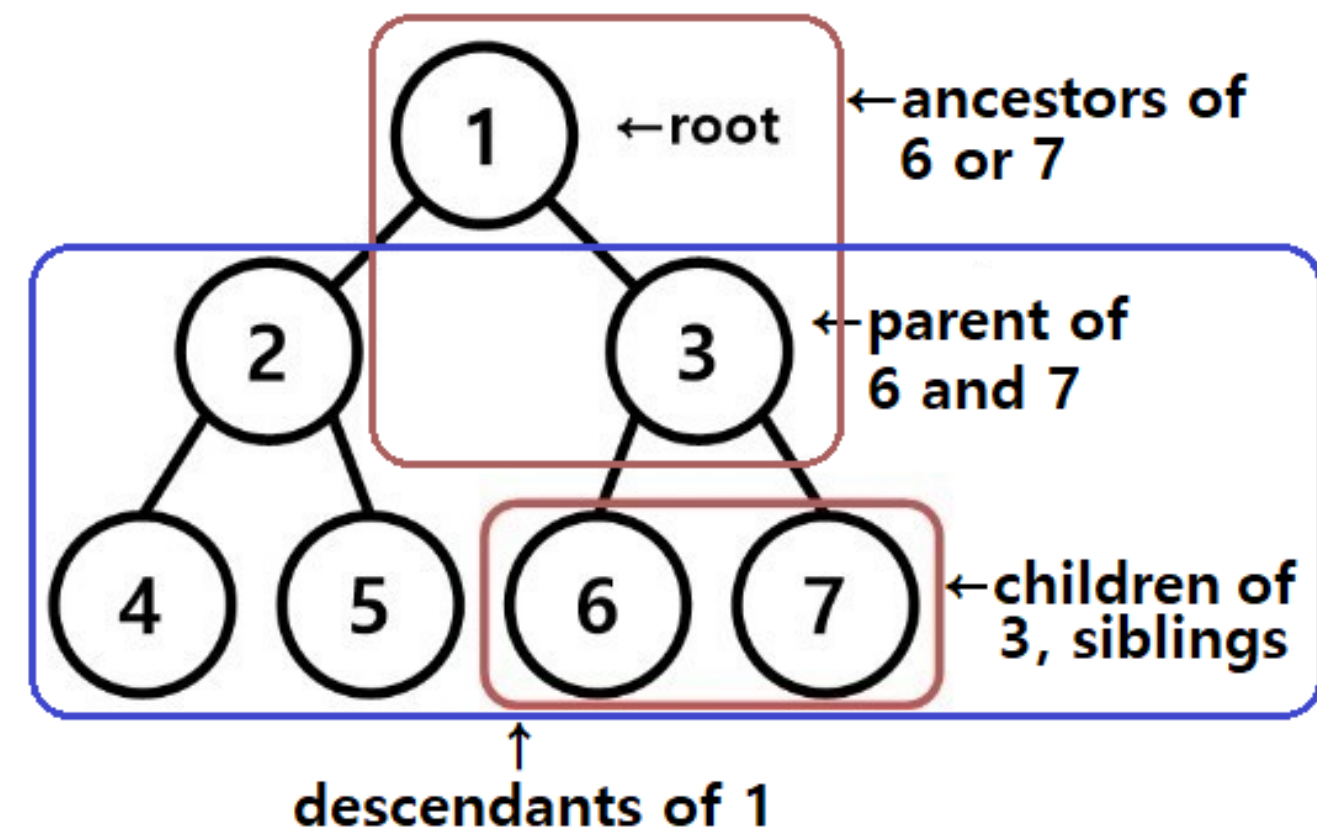 1
←root
←ancestors of
6 or 7
2
3
←parent of
6 and 7
4
5
6
7
←children of
3, siblings
↑
descendants of 1